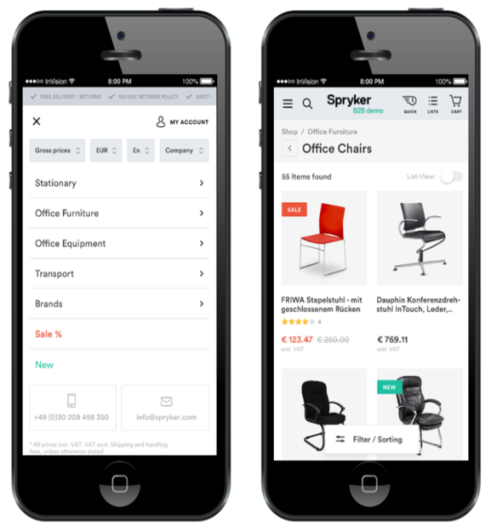 InVision
8:00 PM
100%
FREE DELIVERY / RETURNS
100 DAY RETURNS POLICY
MY ACCOUNT
Gross prices
EUR
En
Company
Stationary
Office Furniture
Office Equipment
Transport
Brands
Sale %
New
+49 (0)30 208 498 350
info@spryker.com
* All prices incl. VAT. VAT excl. Shipping and handling
fees, unless otherwise stated
InVision
8:00 PM
100%
Spryker
B2B demo
QUICK
LISTS
CART
Shop / Office Furniture
Office Chairs
55 Items found
List-View:
SALE
FRIWA Stapelstuhl - mit
geschlossenem Rücken
4
€ 123.47 € 250.00
excl. VAT
Dauphin Konferenzdreh-
stuhl InTouch, Leder,..
€ 769.11
excl. VAT
NEW
Filter / Sorting